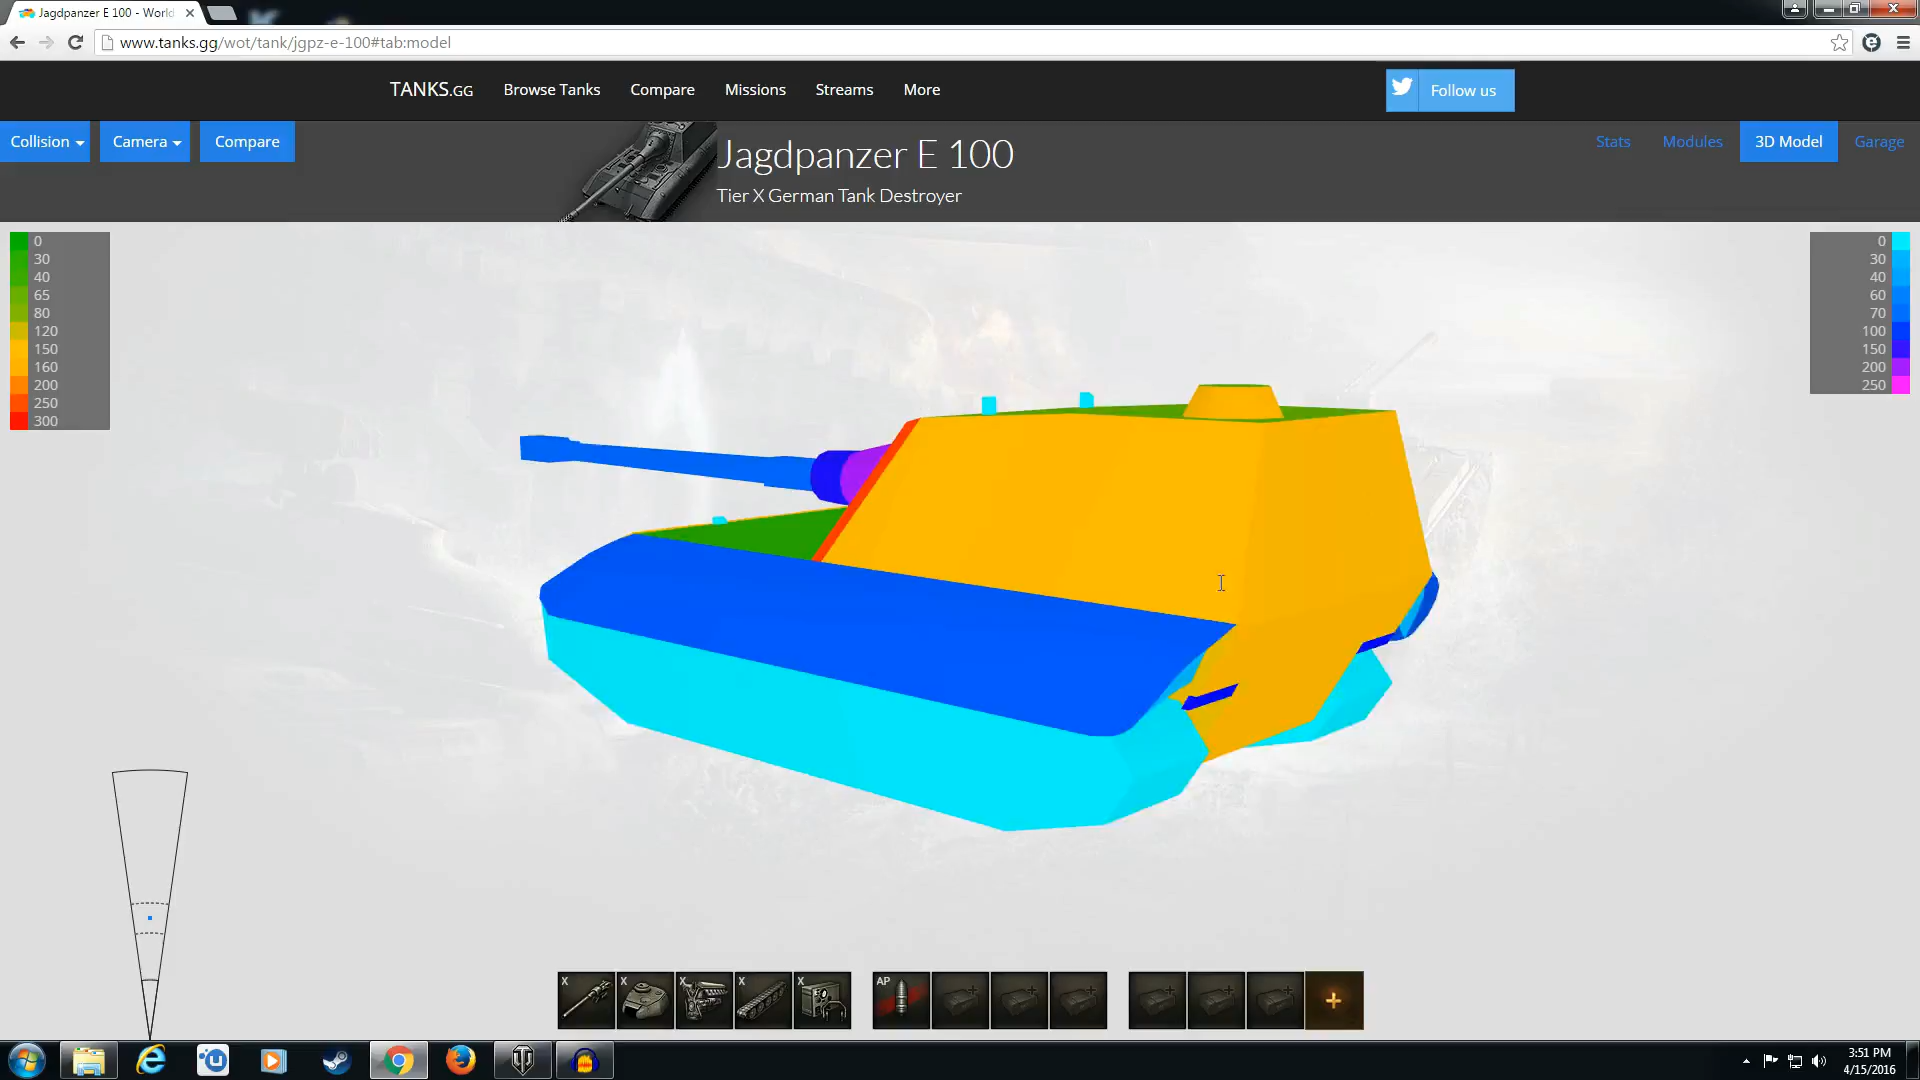 Jagdpanzer E 100 - World
www.tanks.gg/wot/tank/jgpz-e-100#tab:model
TANKS.GG
Browse Tanks
Compare
Missions
Streams
More
Follow us
Collision
Camera
Compare
Jagdpanzer E 100
Tier X German Tank Destroyer
Stats
Modules
3D Model
Garage
0
30
40
65
80
120
150
160
200
250
300
0
30
40
60
70
100
150
200
250
X
X
X
X
X
AP
3:51 PM
4/15/2016